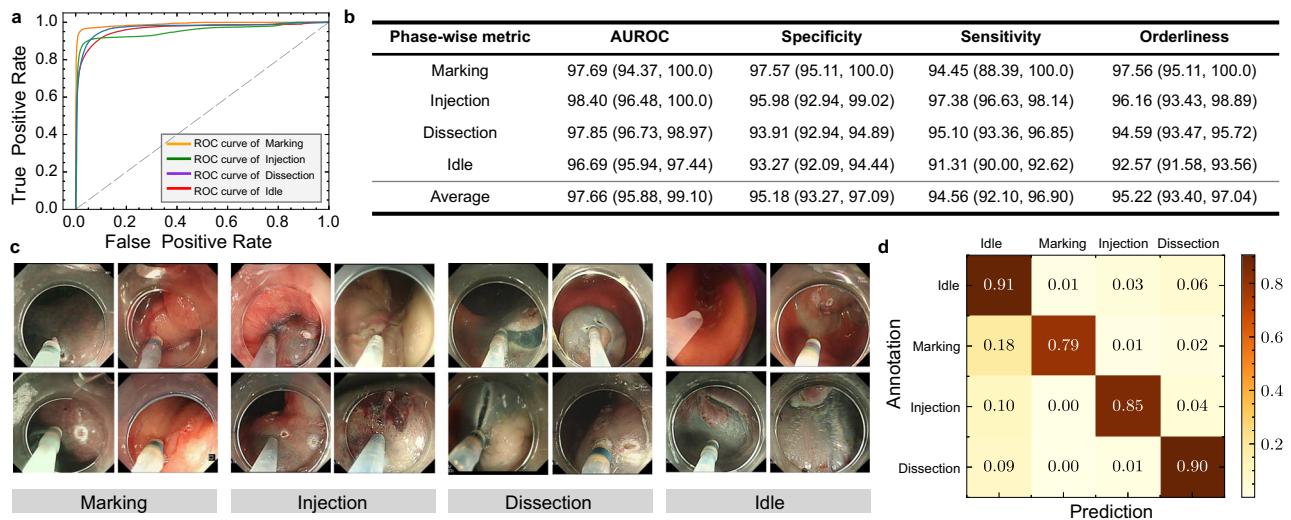 a
True Positive Rate
1.0
0.8
0.6
0.4
0.2
0.0
0.0 0.2 0.4 0.6 0.8 1.0
False Positive Rate
ROC curve of Marking
ROC curve of Injection
ROC curve of Dissection
ROC curve of Idle
b
Phase-wise metric AUROC Specificity Sensitivity Orderliness
Marking 97.69 (94.37, 100.0) 97.57 (95.11, 100.0) 94.45 (88.39, 100.0) 97.56 (95.11, 100.0)
Injection 98.40 (96.48, 100.0) 95.98 (92.94, 99.02) 97.38 (96.63, 98.14) 96.16 (93.43, 98.89)
Dissection 97.85 (96.73, 98.97) 93.91 (92.94, 94.89) 95.10 (93.36, 96.85) 94.59 (93.47, 95.72)
Idle 96.69 (95.94, 97.44) 93.27 (92.09, 94.44) 91.31 (90.00, 92.62) 92.57 (91.58, 93.56)
Average 97.66 (95.88, 99.10) 95.18 (93.27, 97.09) 94.56 (92.10, 96.90) 95.22 (93.40, 97.04)
c
Marking Injection Dissection Idle
d
Idle Marking Injection Dissection
Annotation
Idle 0.91 0.01 0.03 0.06
Marking 0.18 0.79 0.01 0.02
Injection 0.10 0.00 0.85 0.04
Dissection 0.09 0.00 0.01 0.90
Prediction
0.8
0.6
0.4
0.2